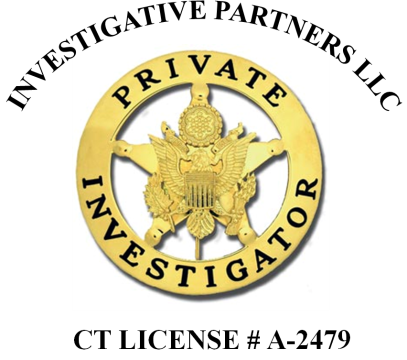 INVESTIGATIVE PARTNERS LLC
PRIVATE
INVESTIGATOR
CT LICENSE # A-2479